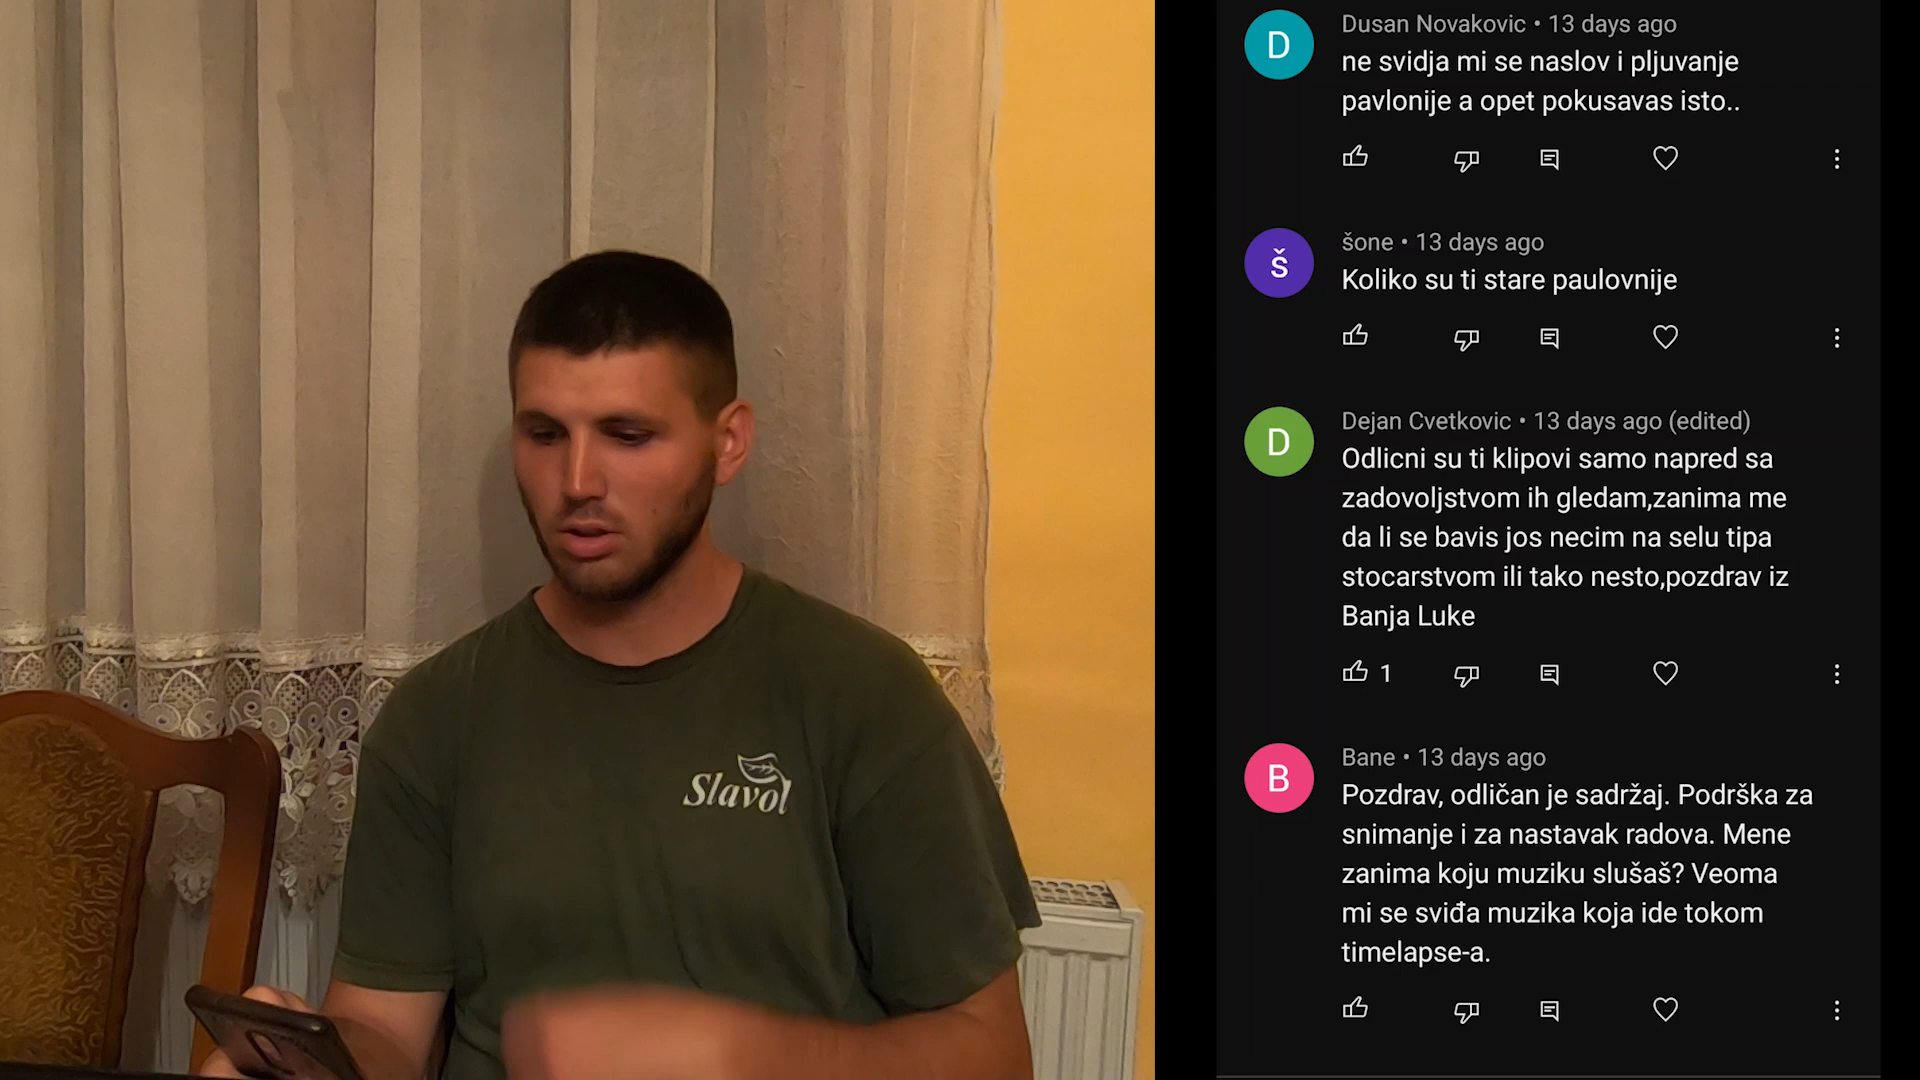 Slavol
D
Dusan Novakovic • 13 days ago
ne svidja mi se naslov i pljuvanje
pavlonije a opet pokusavas isto..
š
šone • 13 days ago
Koliko su ti stare paulovnije
D
Dejan Cvetkovic • 13 days ago (edited)
Odlicni su ti klipovi samo napred sa
zadovoljstvom ih gledam,zanima me
da li se bavis jos necim na selu tipa
stocarstvom ili tako nesto,pozdrav iz
Banja Luke
1
B
Bane • 13 days ago
Pozdrav, odličan je sadržaj. Podrška za
snimanje i za nastavak radova. Mene
zanima koju muziku slušaš? Veoma
mi se sviđa muzika koja ide tokom
timelapse-a.